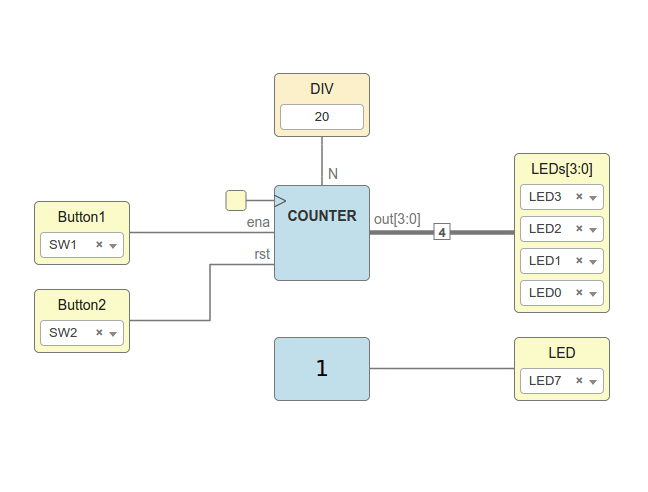 DIV
20
N
COUNTER
ena
rst
out[3:0]
4
Button1
SW1
Button2
SW2
LEDs[3:0]
LED3
LED2
LED1
LED0
1
LED
LED7